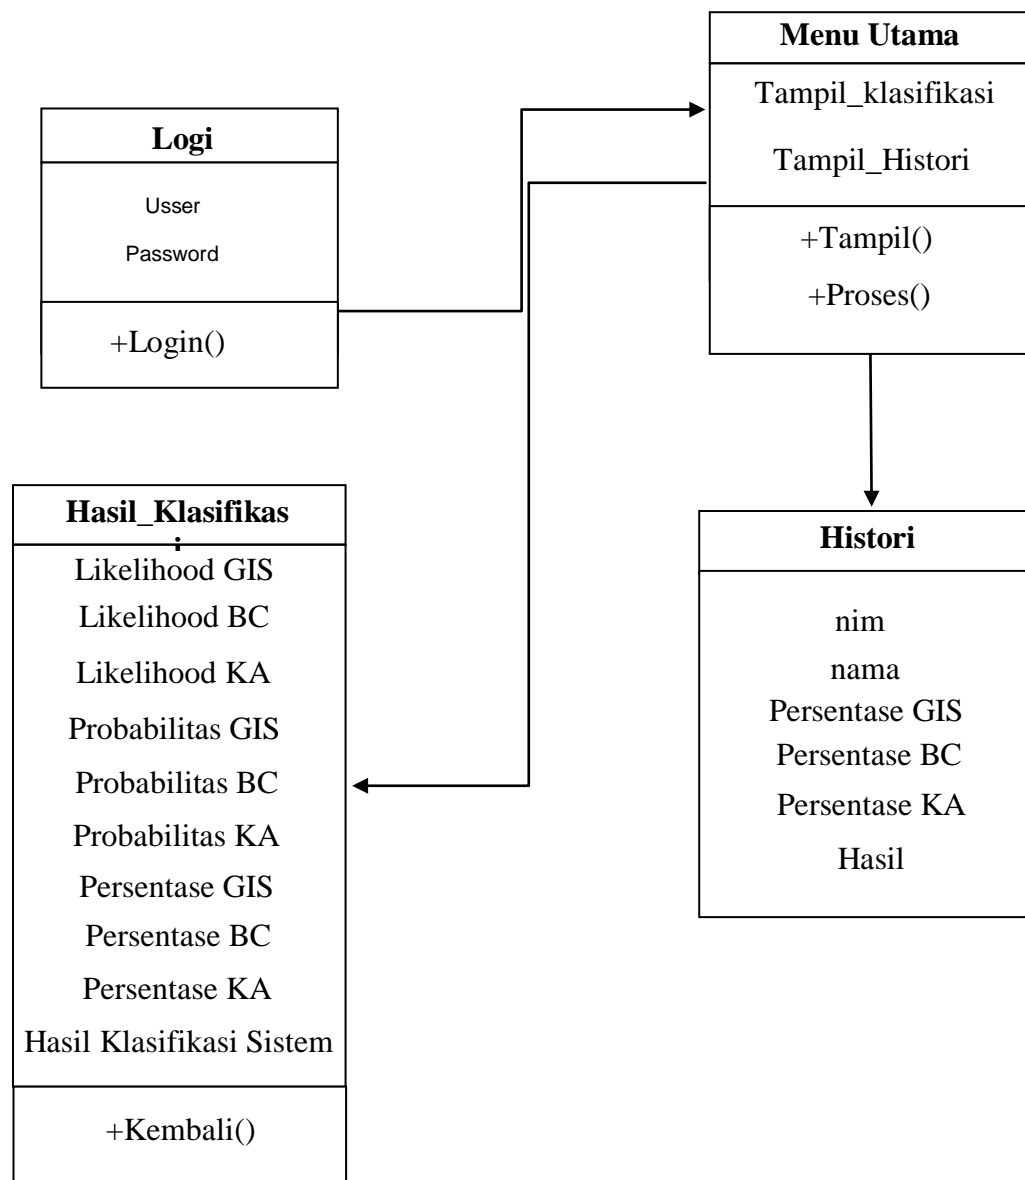 Logi
Usser
Password
+Login()
Menu Utama
Tampil_klasifikasi
Tampil_Histori
+Tampil()
+Proses()
Hasil_Klasifikas
i
Likelihood GIS
Likelihood BC
Likelihood KA
Probabilitas GIS
Probabilitas BC
Probabilitas KA
Persentase GIS
Persentase BC
Persentase KA
Hasil Klasifikasi Sistem
+Kembali()
Histori
nim
nama
Persentase GIS
Persentase BC
Persentase KA
Hasil